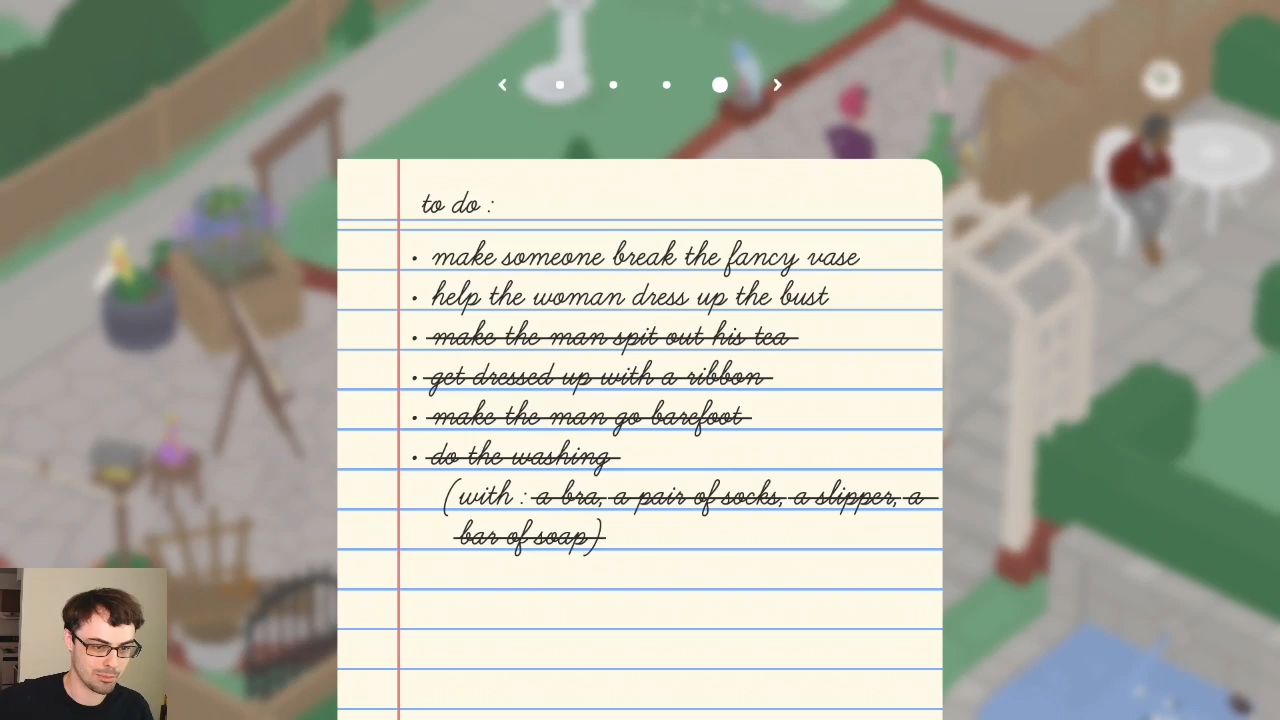 to do :
• make someone break the fancy vase
• help the woman dress up the bust
• make the man spit out his tea
• get dressed up with a ribbon
• make the man go barefoot
• do the washing
(with : a bra, a pair of socks, a slipper, a
bar of soap)